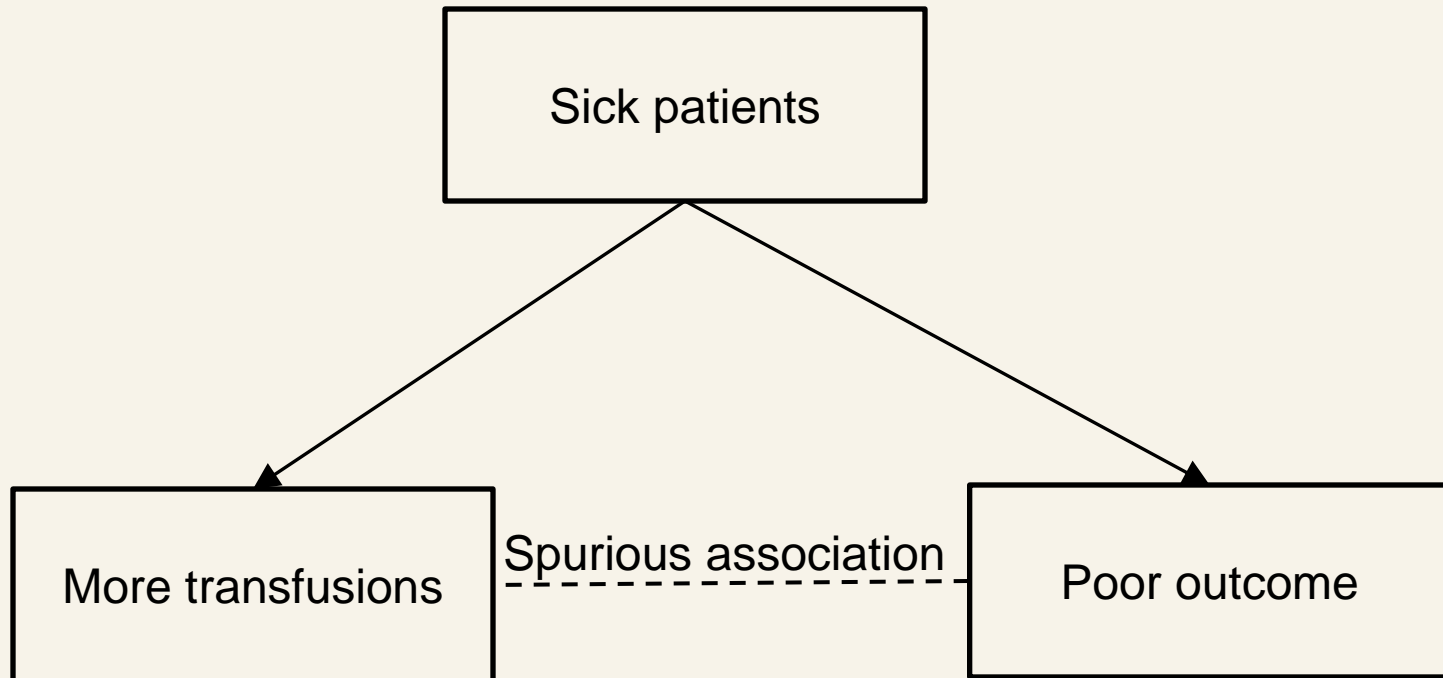 Sick patients
Spurious association
More transfusions
Poor outcome